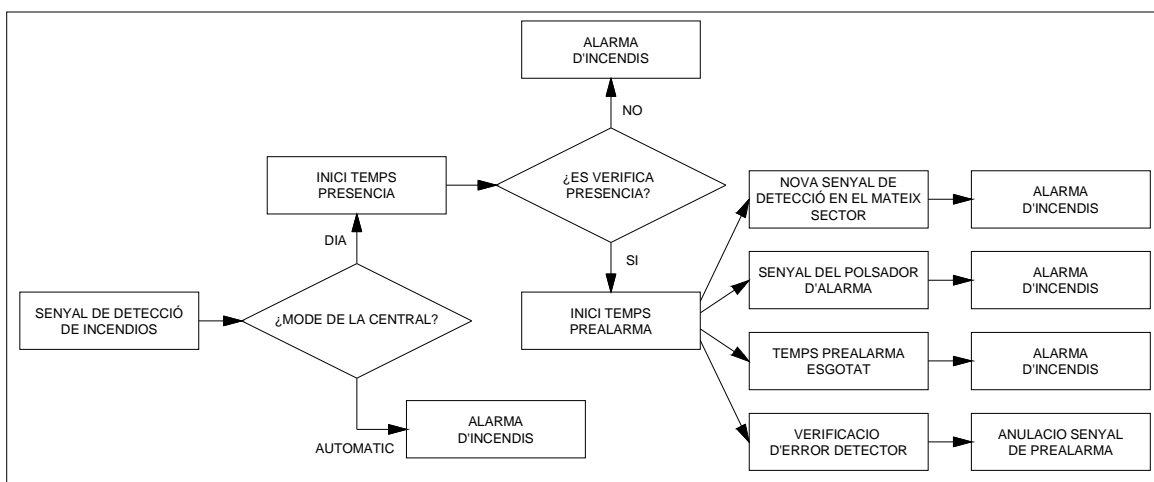 ALARMA
D'INCENDIS
NO
INICI TEMPS
PRESENCIA
¿ES VERIFICA
PRESENCIA?
NOVA SENYAL DE
DETECCIÓ EN EL MATEIX
SECTOR
ALARMA
D'INCENDIS
DIA
SI
SENYAL DEL POLSADOR
D'ALARMA
ALARMA
D'INCENDIS
SENYAL DE DETECCIÓ
DE INCENDIOS
¿MODE DE LA CENTRAL?
INICI TEMPS
PREALARMA
TEMPS PREALARMA
ESGOTAT
ALARMA
D'INCENDIS
AUTOMATIC
ALARMA
D'INCENDIS
VERIFICACIO
D'ERROR DETECTOR
ANULACIO SENYAL
DE PREALARMA